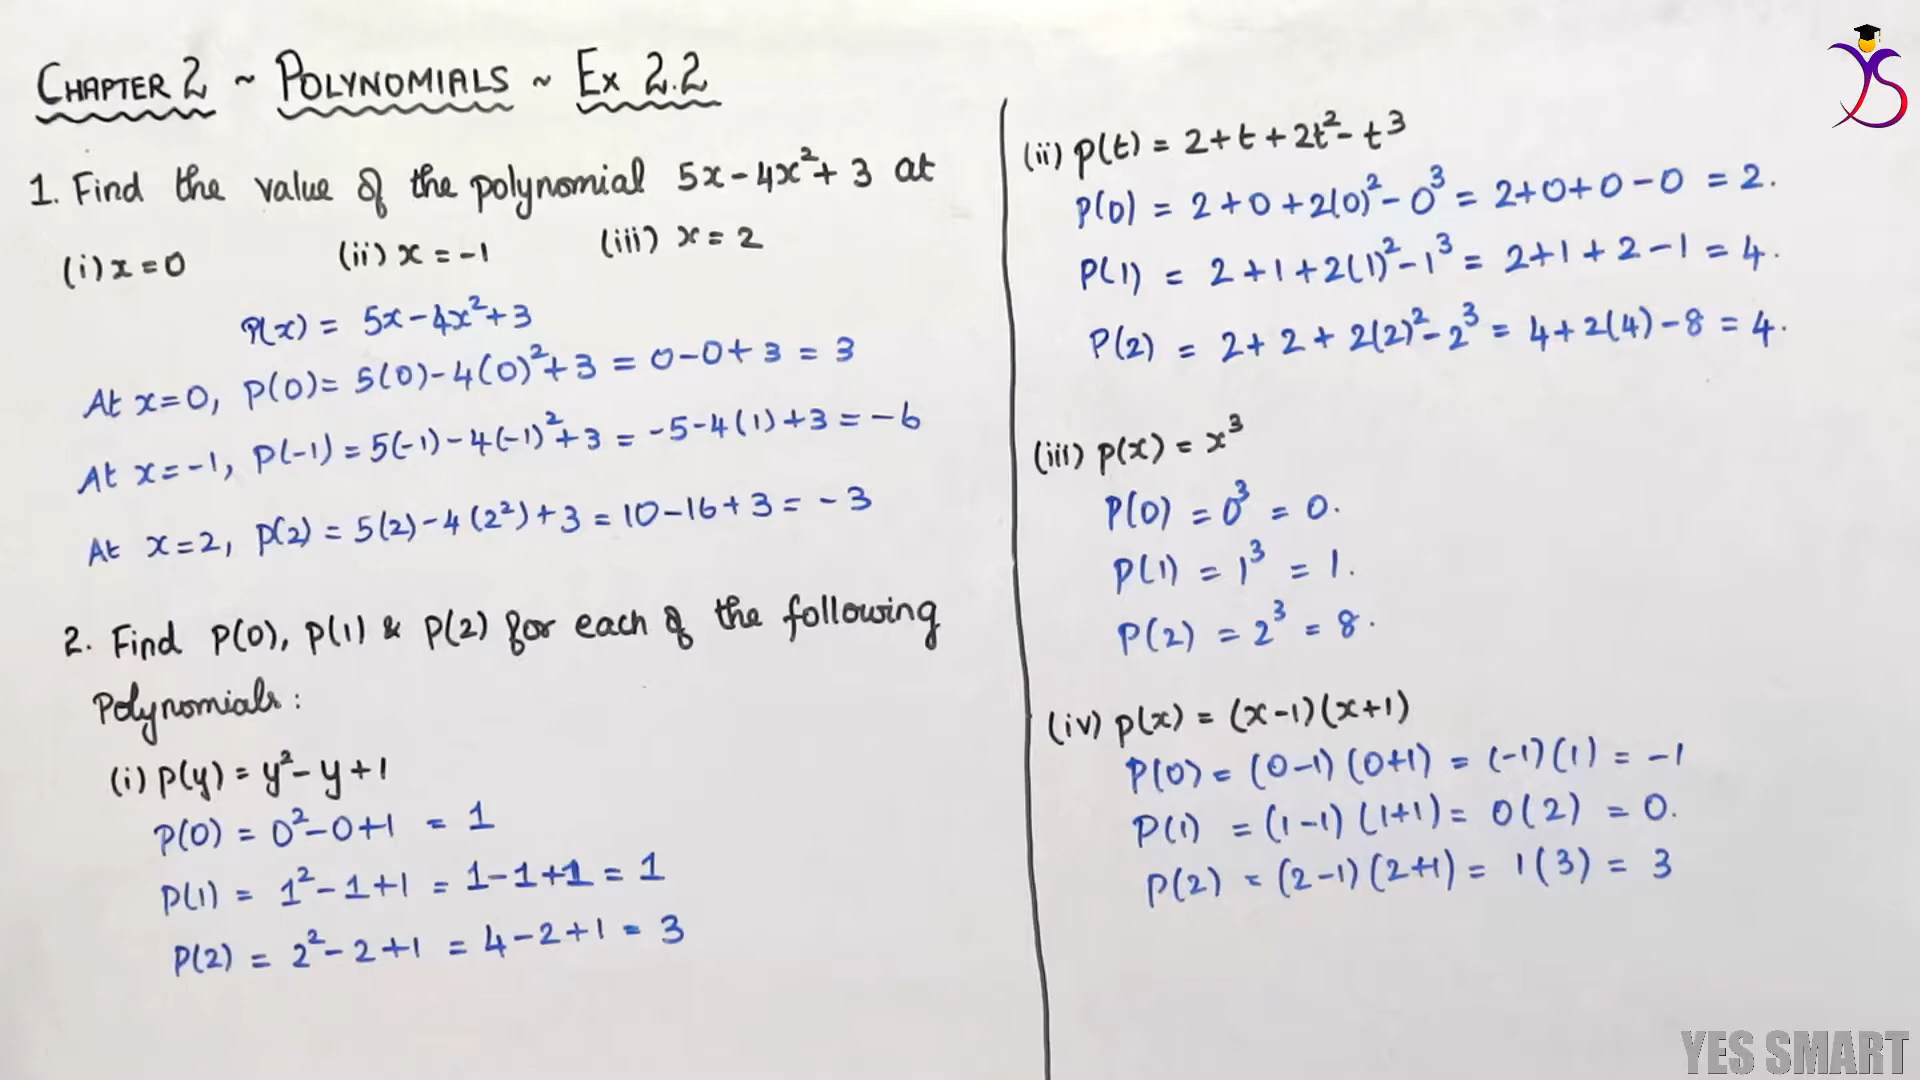 CHAPTER 2 ~ POLYNOMIALS ~ Ex 2.2
1. Find the value of the polynomial 5x - 4x² + 3 at
(i) x = 0 (ii) x = -1 (iii) x = 2
P(x) = 5x - 4x² + 3
At x = 0, P(0) = 5(0) - 4(0)² + 3 = 0 - 0 + 3 = 3
At x = -1, P(-1) = 5(-1) - 4(-1)² + 3 = -5 - 4(1) + 3 = -6
At x = 2, P(2) = 5(2) - 4(2²) + 3 = 10 - 16 + 3 = -3
2. Find P(0), P(1) & P(2) for each of the following
Polynomials:
(i) P(y) = y² - y + 1
P(0) = 0² - 0 + 1 = 1
P(1) = 1² - 1 + 1 = 1 - 1 + 1 = 1
P(2) = 2² - 2 + 1 = 4 - 2 + 1 = 3
(ii) P(t) = 2 + t + 2t² - t³
P(0) = 2 + 0 + 2(0)² - 0³ = 2 + 0 + 0 - 0 = 2.
P(1) = 2 + 1 + 2(1)² - 1³ = 2 + 1 + 2 - 1 = 4.
P(2) = 2 + 2 + 2(2)² - 2³ = 4 + 2(4) - 8 = 4.
(iii) P(x) = x³
P(0) = 0³ = 0.
P(1) = 1³ = 1.
P(2) = 2³ = 8.
(iv) P(x) = (x - 1)(x + 1)
P(0) = (0 - 1)(0 + 1) = (-1)(1) = -1
P(1) = (1 - 1)(1 + 1) = 0(2) = 0.
P(2) = (2 - 1)(2 + 1) = 1(3) = 3
YS
YES SMART